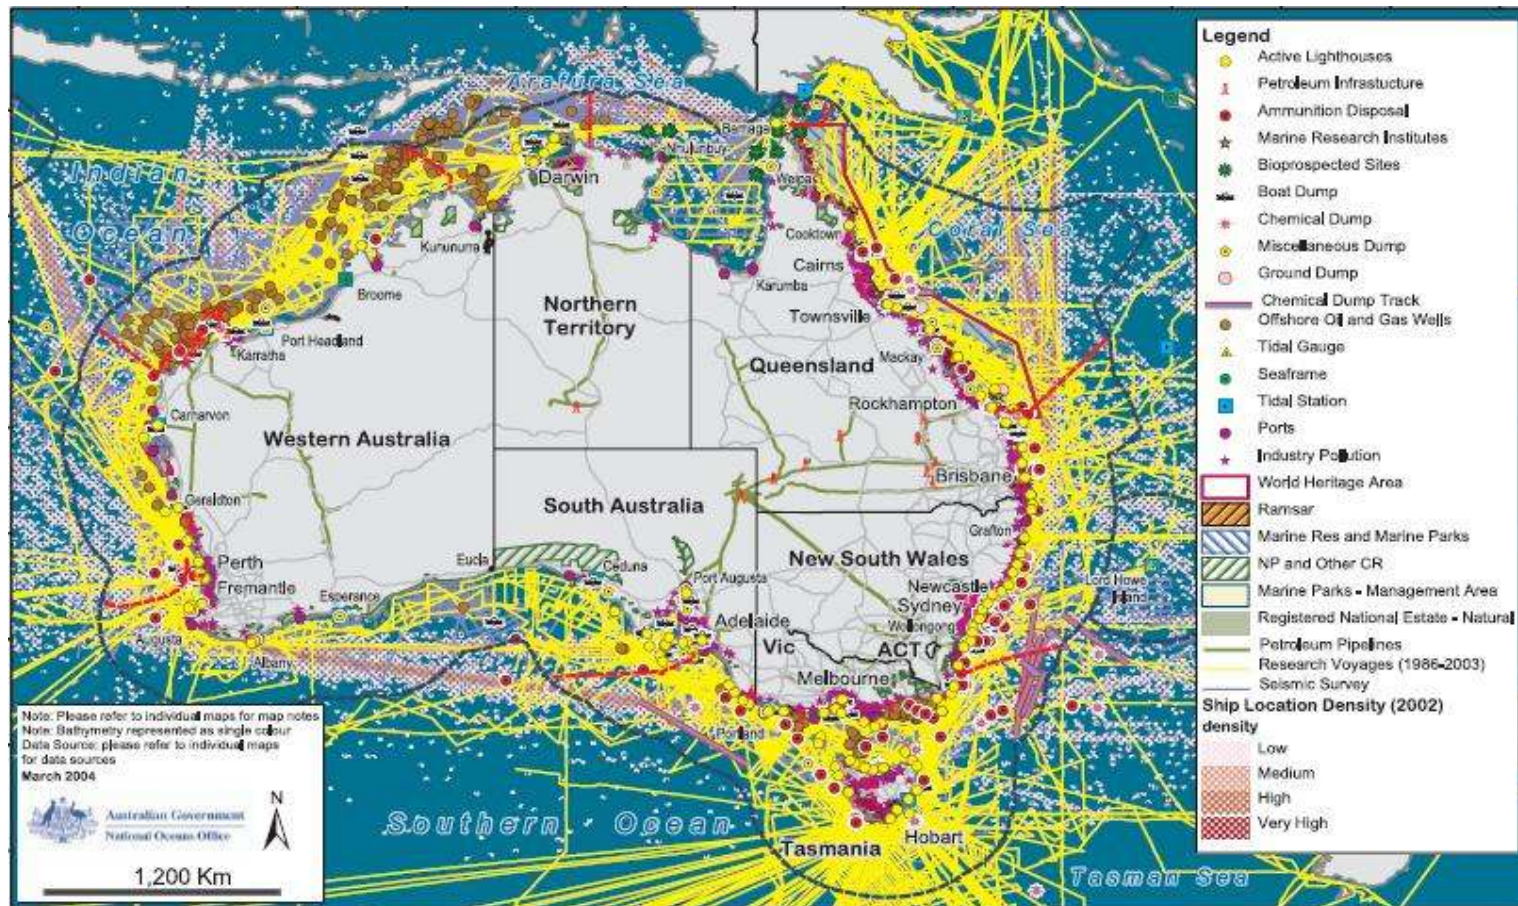 Arafura Sea
Indian
Ocean
Coral Sea
Bamaga
Nhulunbuy
Darwin
Weipa
Kununurra
Cooktown
Cairns
Broome
Karumba
Northern
Territory
Townsville
Port Headland
Karratha
Mackay
Queensland
Rockhampton
Carnarvon
Western Australia
Brisbane
Geraldton
South Australia
Grafton
Eucla
New South Wales
Ceduna
Perth
Port Augusta
Fremantle
Newcastle
Lord Howe
Island
Esperance
Sydney
Adelaide
Wollongong
Augusta
Albany
Vic
ACT
Melbourne
Portland
Southern Ocean
Hobart
Tasmania
Tasman Sea
Legend
Active Lighthouses
Petroleum Infrastucture
Ammunition Disposal
Marine Research Institutes
Bioprospected Sites
Boat Dump
Chemical Dump
Miscellaneous Dump
Ground Dump
Chemical Dump Track
Offshore Oil and Gas Wells
Tidal Gauge
Seaframe
Tidal Station
Ports
Industry Pollution
World Heritage Area
Ramsar
Marine Res and Marine Parks
NP and Other CR
Marine Parks - Management Area
Registered National Estate - Natural
Petroleum Pipelines
Research Voyages (1986-2003)
Seismic Survey
Ship Location Density (2002)
density
Low
Medium
High
Very High
Note: Please refer to individual maps for map notes
Note: Bathymetry represented as single colour
Data Source: please refer to individual maps
for data sources
March 2004
Australian Government
National Oceans Office
N
1,200 Km